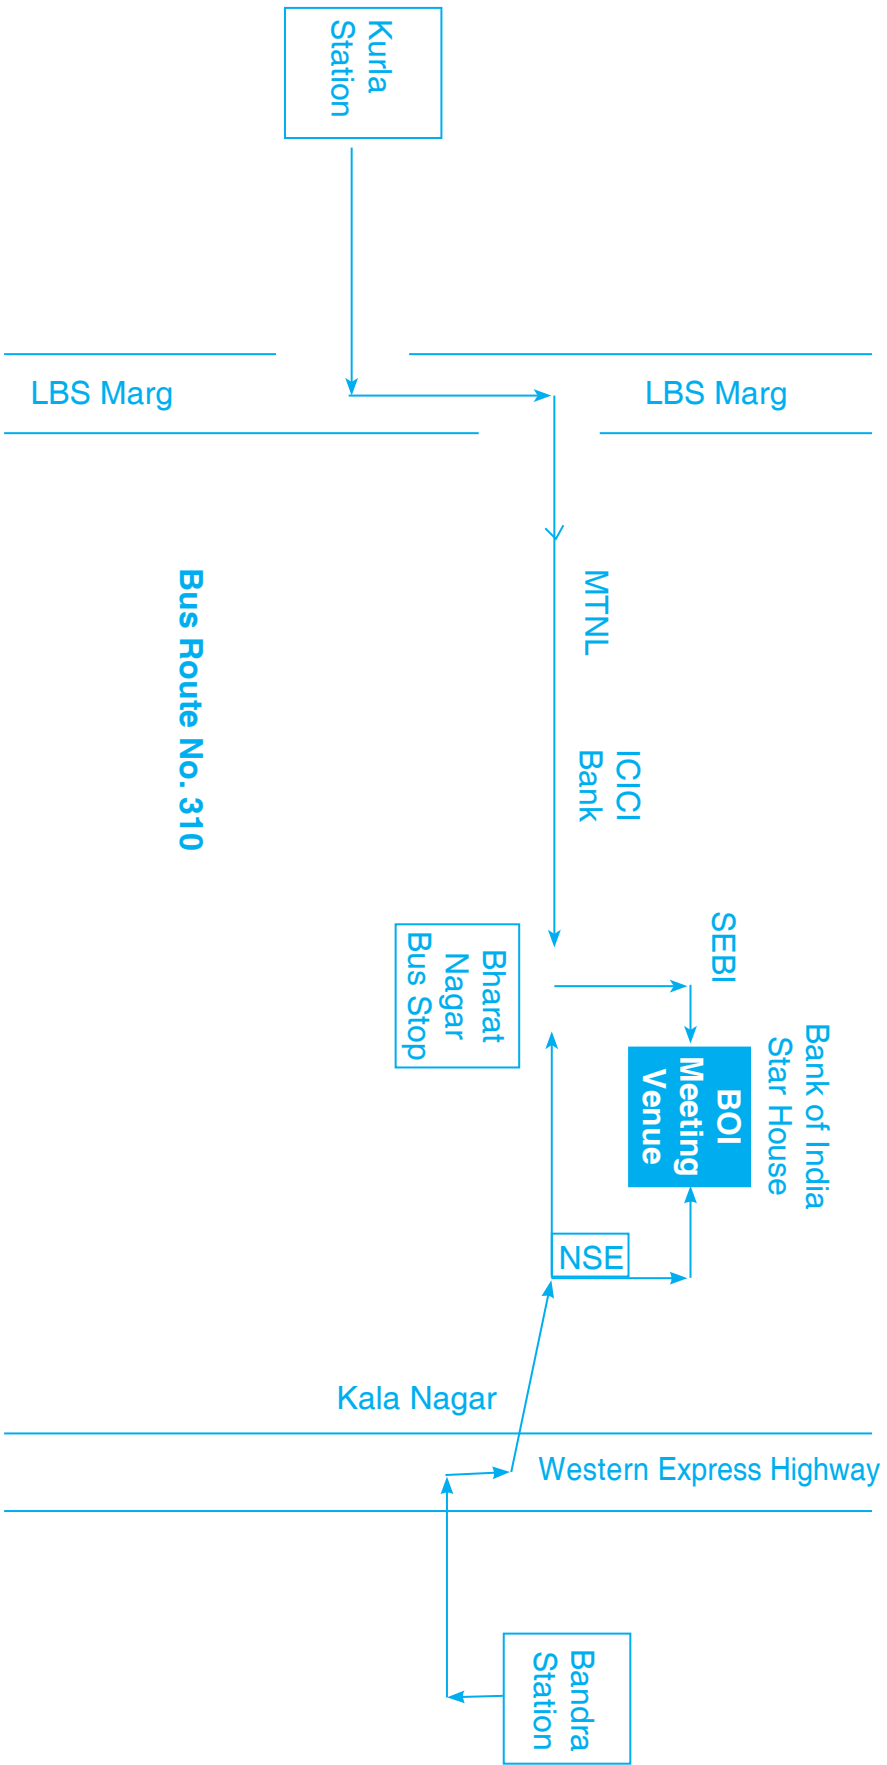 Kurla
Station
LBS Marg
LBS Marg
MTNL
Bus Route No. 310
ICICI
Bank
SEBI
Bharat
Nagar
Bus Stop
Bank of India
Star House
BOI
Meeting
Venue
NSE
Kala Nagar
Western Express Highway
Bandra
Station